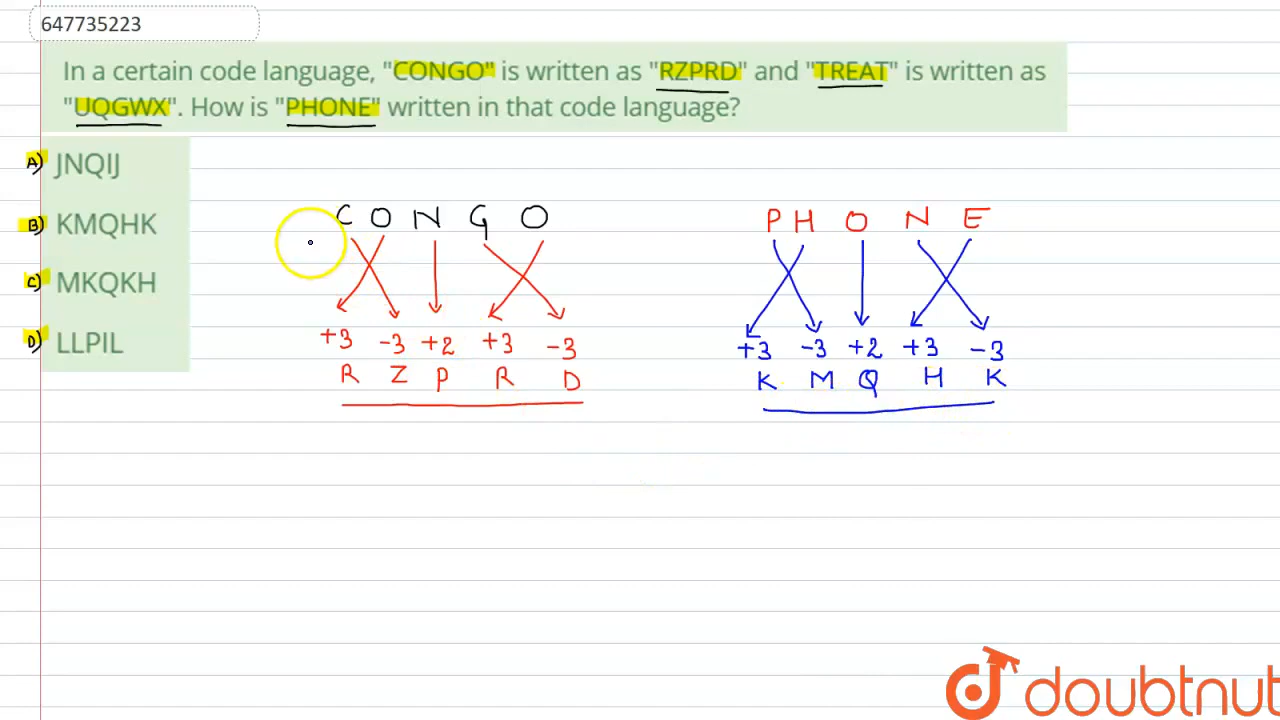 647735223
In a certain code language, "CONGO" is written as "RZPRD" and "TREAT" is written as
"UQGWX". How is "PHONE" written in that code language?
A) JNQIJ
B) KMQHK
C) MKQKH
D) LLPIL
C O N G O
+3 -3 +2 +3 -3
R Z P R D
P H O N E
+3 -3 +2 +3 -3
K M Q H K
doubtnut